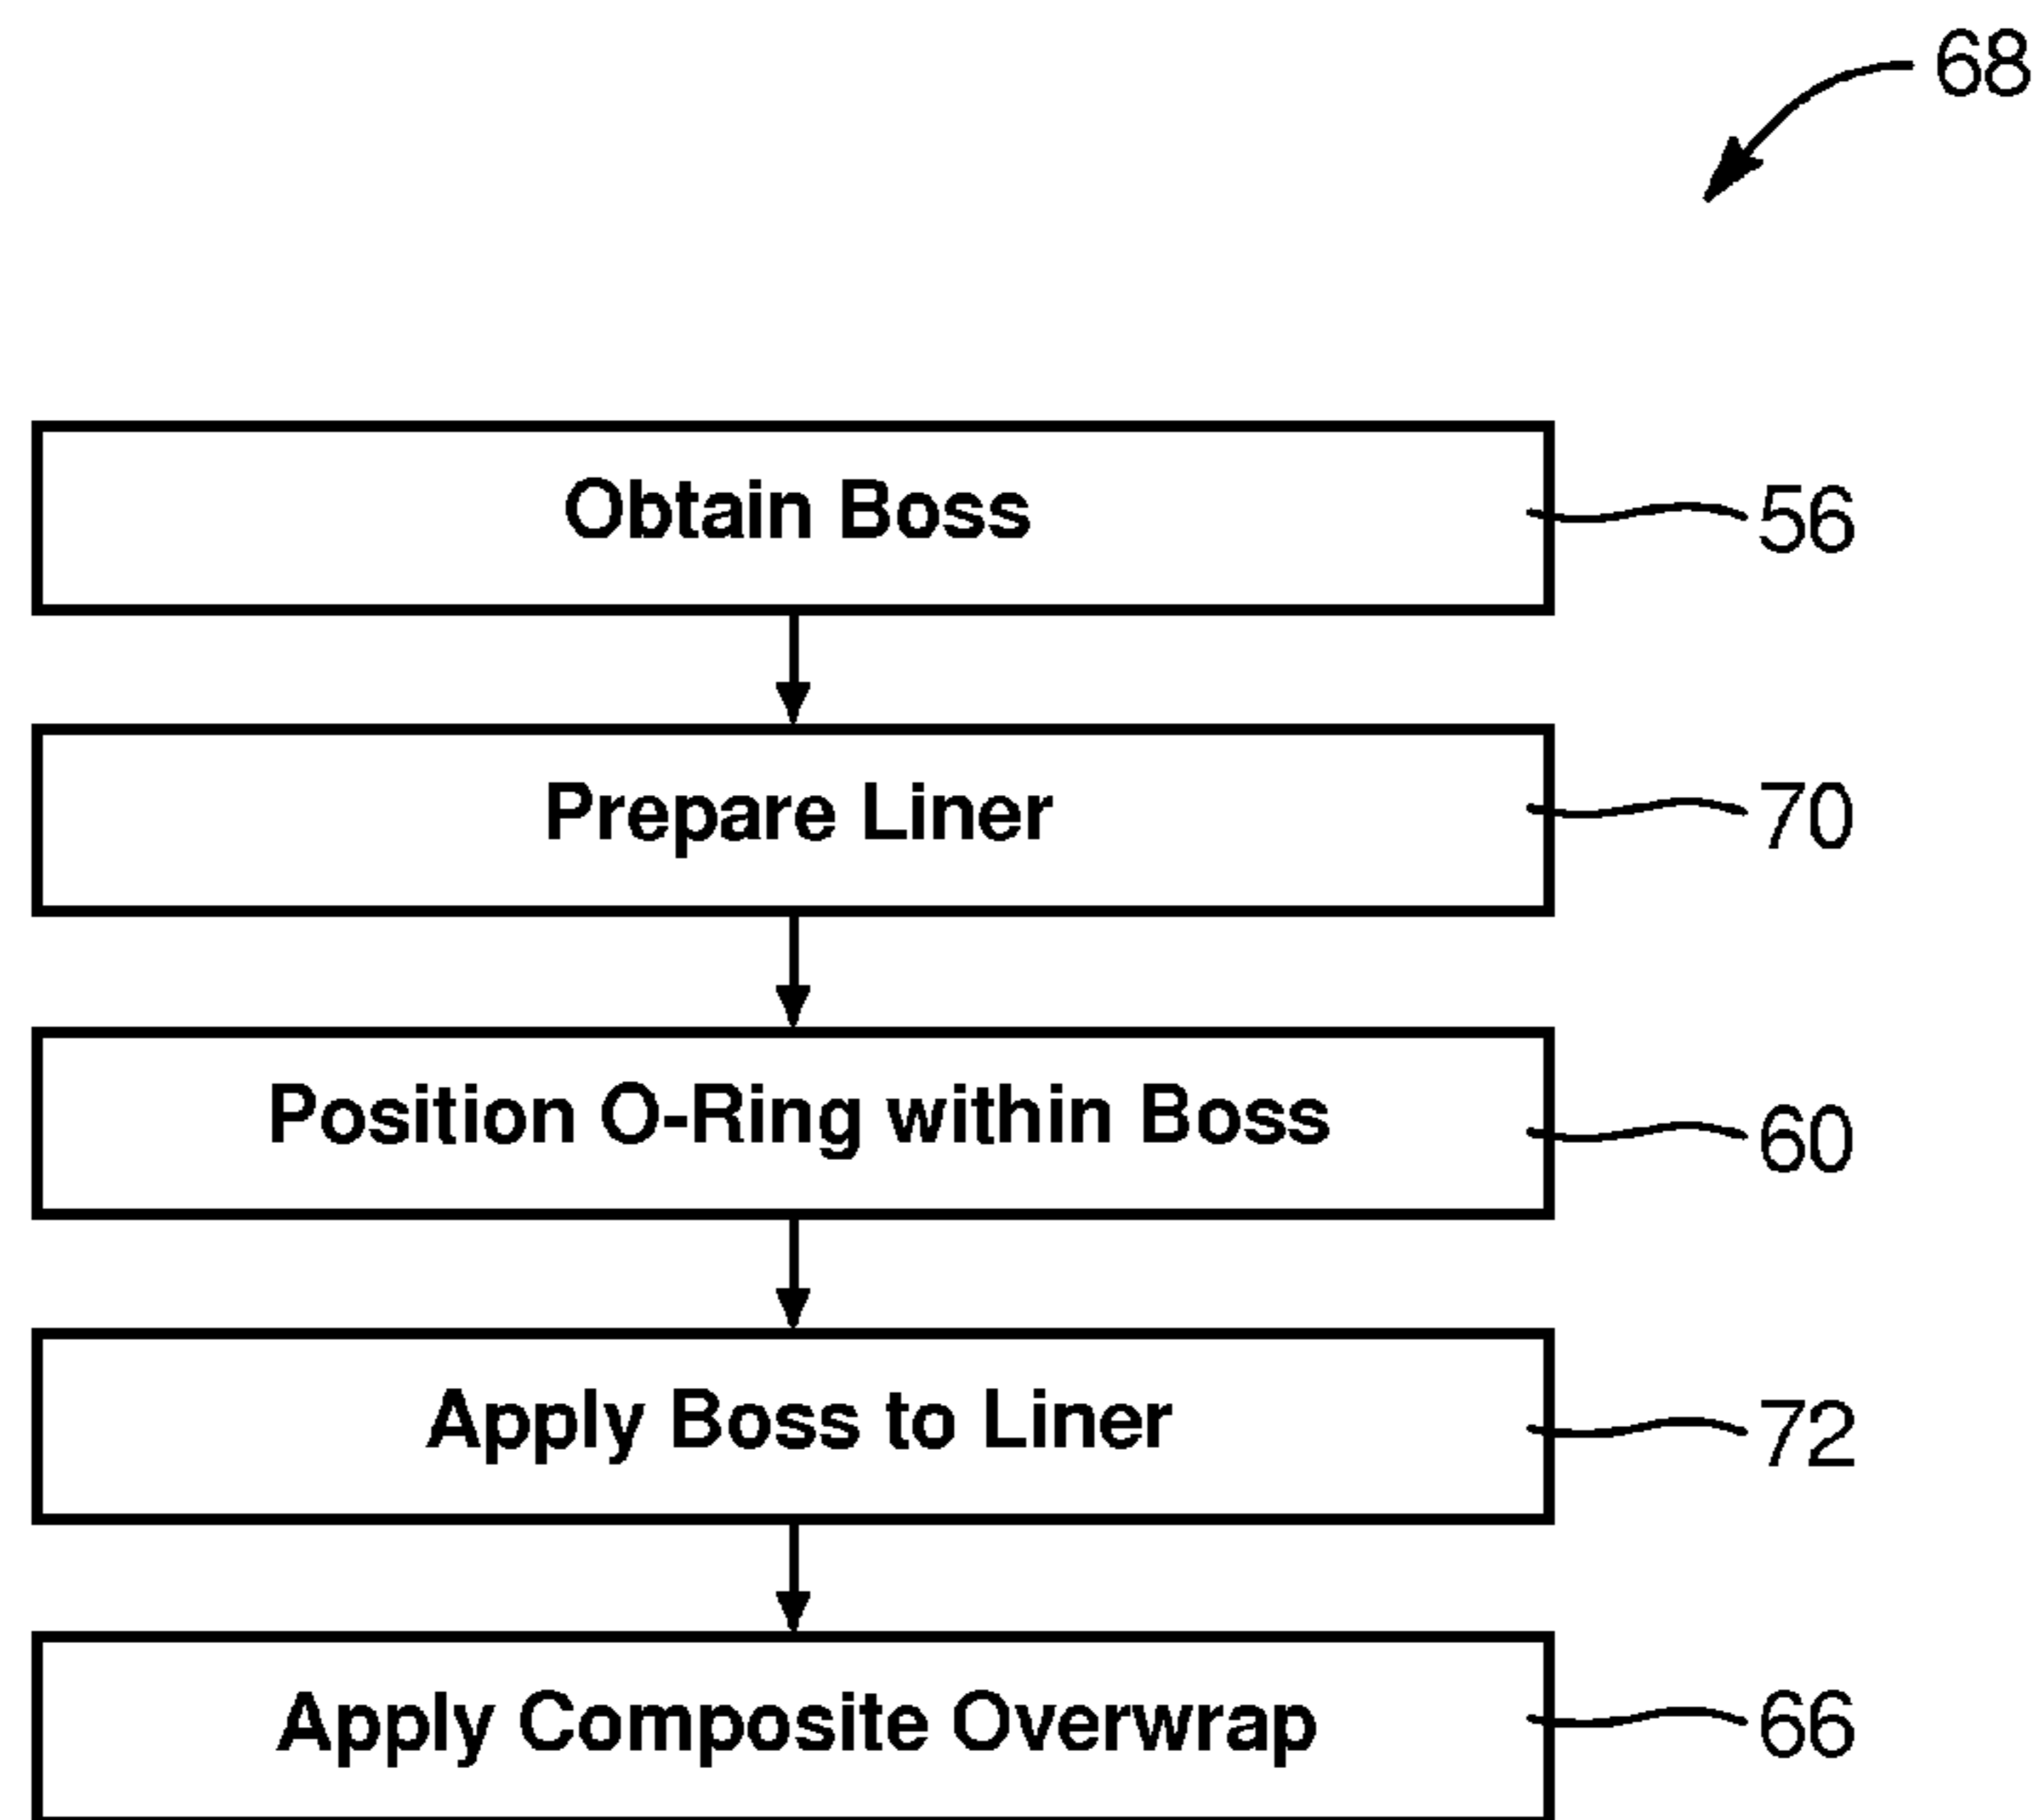 68
Obtain Boss 56
Prepare Liner 70
Position O-Ring within Boss 60
Apply Boss to Liner 72
Apply Composite Overwrap 66